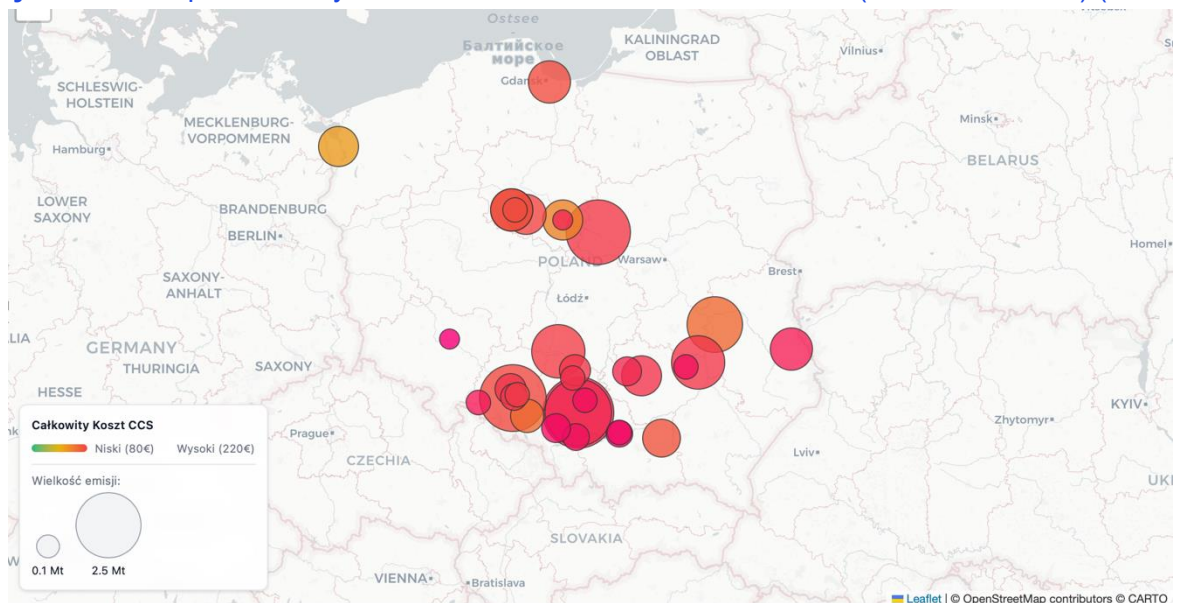 Ostsee
Балтийское
море
KALININGRAD
OBLAST
Vilnius
Gdansk
SCHLESWIG-
HOLSTEIN
MECKLENBURG-
VORPOMMERN
Hamburg
Minsk
BELARUS
LOWER
SAXONY
BRANDENBURG
BERLIN
Homel
POLAND
Warsaw
Brest
SAXONY-
ANHALT
Łódź
GERMANY
THURINGIA
SAXONY
HESSE
KYIV
Zhytomyr
Prague
CZECHIA
Lviv
SLOVAKIA
VIENNA
Bratislava
Całkowity Koszt CCS
Niski (80€) Wysoki (220€)
Wielkość emisji:
0.1 Mt 2.5 Mt
Leaflet | © OpenStreetMap contributors © CARTO